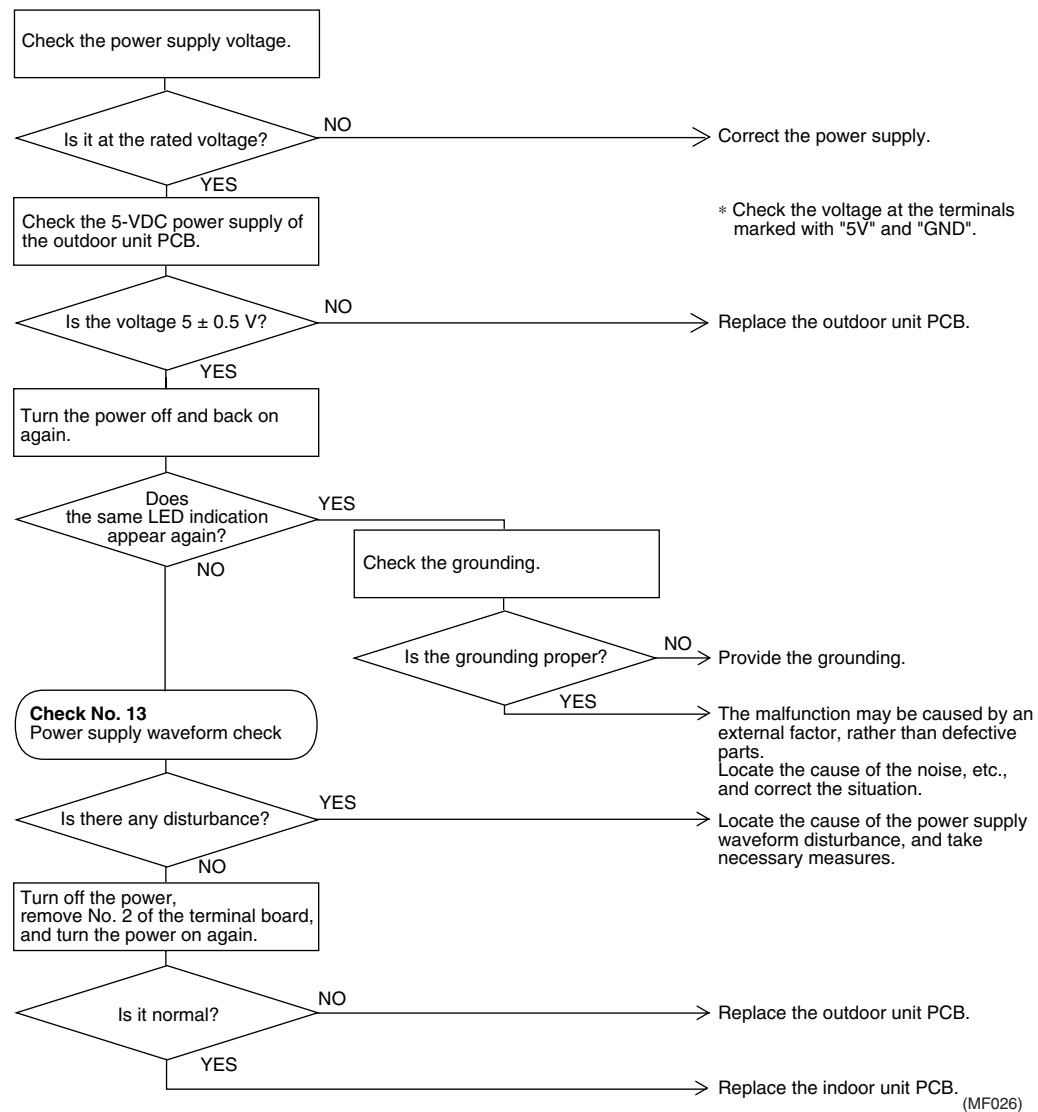 Check the power supply voltage.
Is it at the rated voltage?
NO
Correct the power supply.
YES
Check the 5-VDC power supply of
the outdoor unit PCB.
* Check the voltage at the terminals
marked with "5V" and "GND".
Is the voltage 5 ± 0.5 V?
NO
Replace the outdoor unit PCB.
YES
Turn the power off and back on
again.
Does
the same LED indication
appear again?
YES
NO
Check the grounding.
Is the grounding proper?
NO
Provide the grounding.
YES
The malfunction may be caused by an
external factor, rather than defective
parts.
Locate the cause of the noise, etc.,
and correct the situation.
Check No. 13
Power supply waveform check
Is there any disturbance?
YES
Locate the cause of the power supply
waveform disturbance, and take
necessary measures.
NO
Turn off the power,
remove No. 2 of the terminal board,
and turn the power on again.
Is it normal?
NO
Replace the outdoor unit PCB.
YES
Replace the indoor unit PCB.
(MF026)